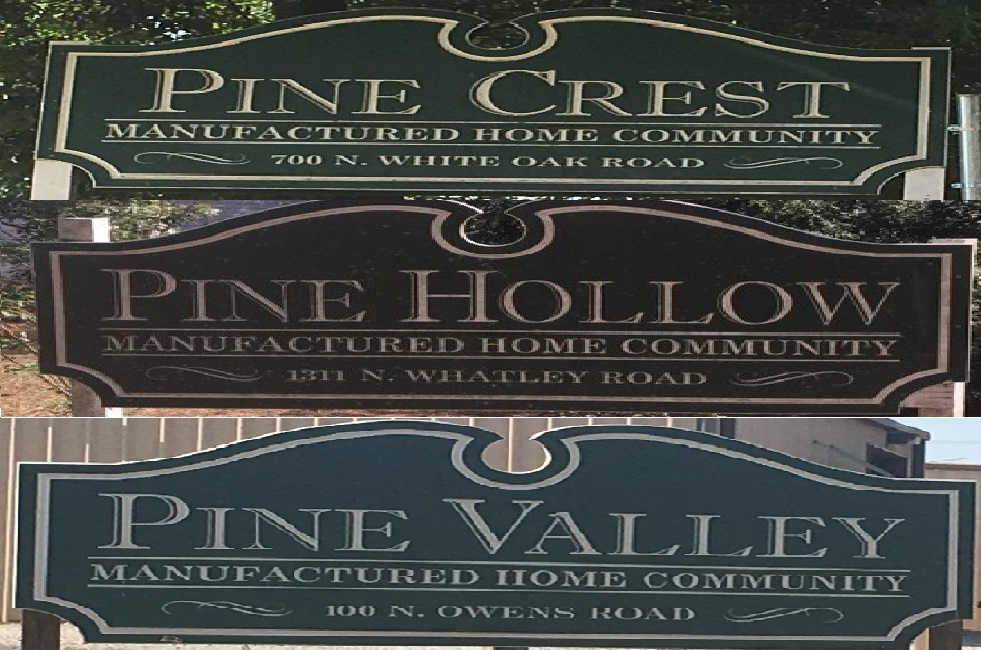 PINE CREST
MANUFACTURED HOME COMMUNITY
700 N. WHITE OAK ROAD
PINE HOLLOW
MANUFACTURED HOME COMMUNITY
1311 N. WHATLEY ROAD
PINE VALLEY
MANUFACTURED HOME COMMUNITY
100 N. OWENS ROAD